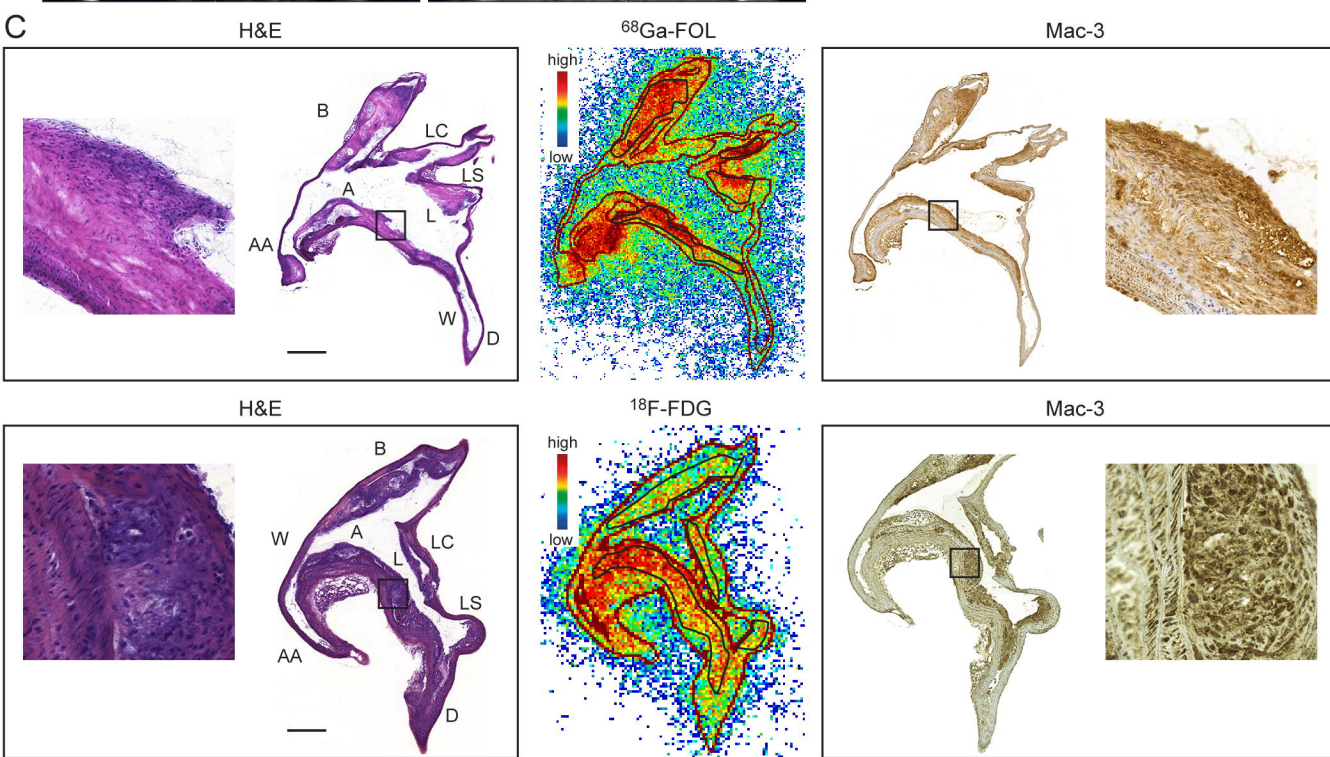 C
H&E
⁶⁸Ga-FOL
Mac-3
high
low
B
LC
LS
A
L
AA
W
D
H&E
¹⁸F-FDG
Mac-3
high
low
B
W
A
L
LC
LS
AA
D